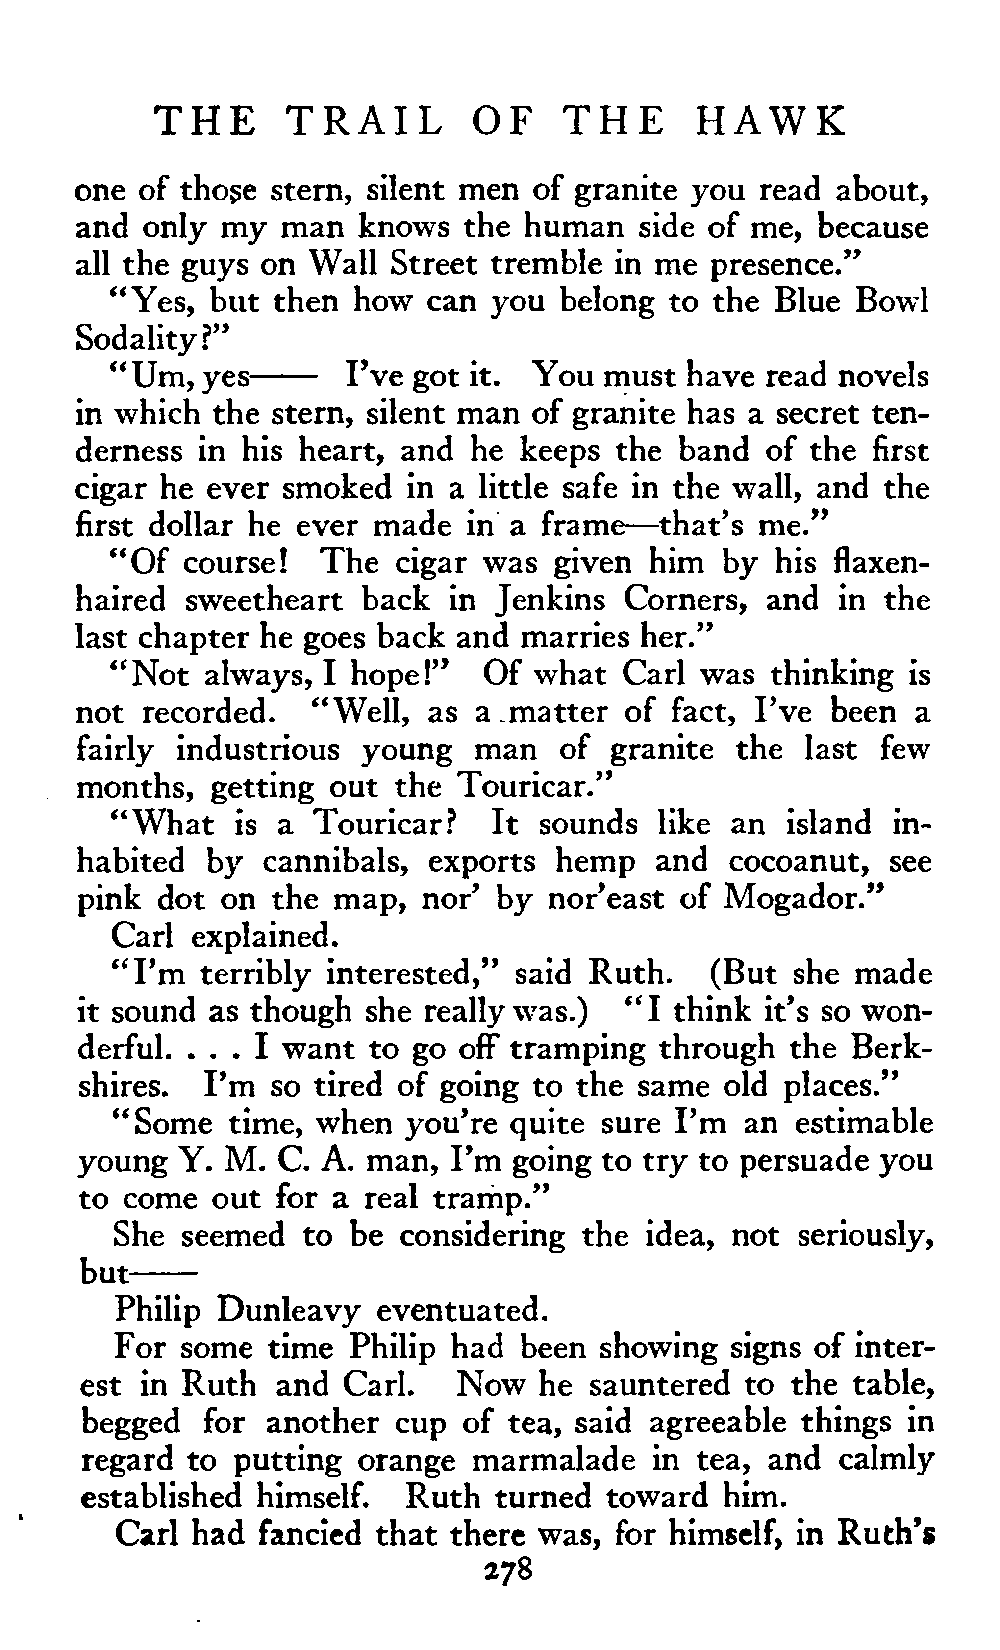 THE TRAIL OF THE HAWK
one of those stern, silent men of granite you read about,
and only my man knows the human side of me, because
all the guys on Wall Street tremble in me presence."
"Yes, but then how can you belong to the Blue Bowl
Sodality?"
"Um, yes—— I've got it. You must have read novels
in which the stern, silent man of granite has a secret ten-
derness in his heart, and he keeps the band of the first
cigar he ever smoked in a little safe in the wall, and the
first dollar he ever made in a frame—that's me."
"Of course! The cigar was given him by his flaxen-
haired sweetheart back in Jenkins Corners, and in the
last chapter he goes back and marries her."
"Not always, I hope!" Of what Carl was thinking is
not recorded. "Well, as a matter of fact, I've been a
fairly industrious young man of granite the last few
months, getting out the Touricar."
"What is a Touricar? It sounds like an island in-
habited by cannibals, exports hemp and cocoanut, see
pink dot on the map, nor' by nor'east of Mogador."
Carl explained.
"I'm terribly interested," said Ruth. (But she made
it sound as though she really was.) "I think it's so won-
derful. . . . I want to go off tramping through the Berk-
shires. I'm so tired of going to the same old places."
"Some time, when you're quite sure I'm an estimable
young Y. M. C. A. man, I'm going to try to persuade you
to come out for a real tramp."
She seemed to be considering the idea, not seriously,
but——
Philip Dunleavy eventuated.
For some time Philip had been showing signs of inter-
est in Ruth and Carl. Now he sauntered to the table,
begged for another cup of tea, said agreeable things in
regard to putting orange marmalade in tea, and calmly
established himself. Ruth turned toward him.
Carl had fancied that there was, for himself, in Ruth's
278